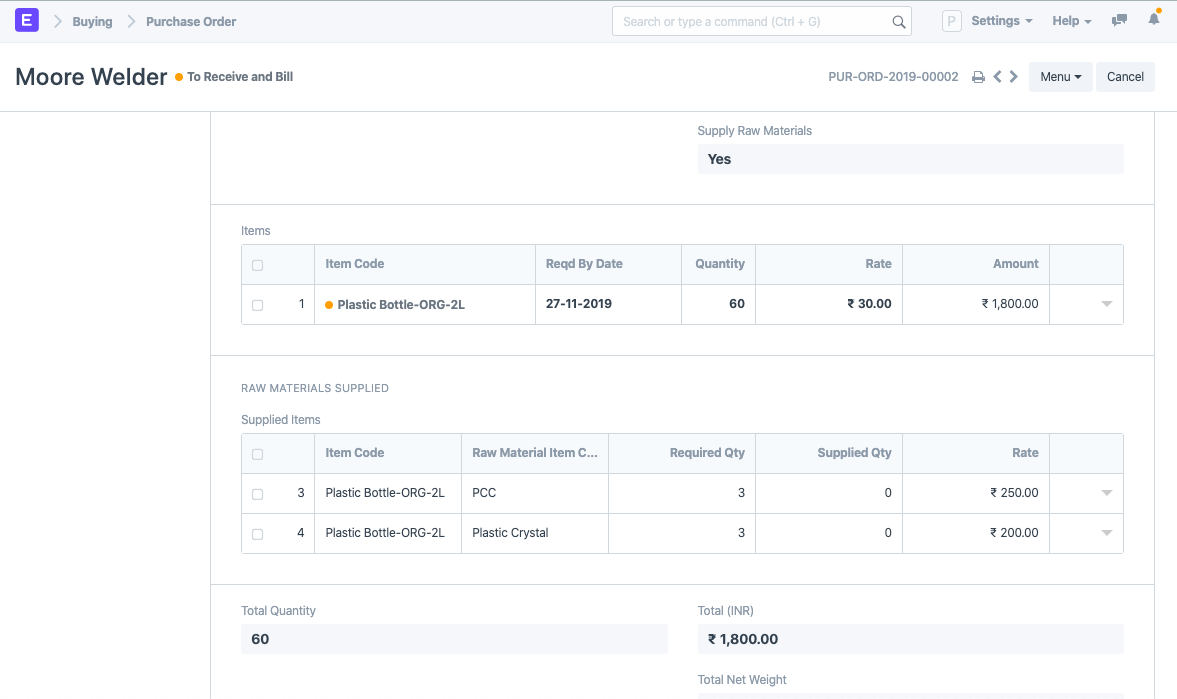 E Buying Purchase Order Search or type a command (Ctrl + G) P Settings Help
Moore Welder To Receive and Bill PUR-ORD-2019-00002 Menu Cancel
Supply Raw Materials
Yes
Items
Item Code Reqd By Date Quantity Rate Amount
1 Plastic Bottle-ORG-2L 27-11-2019 60 ₹ 30.00 ₹ 1,800.00
RAW MATERIALS SUPPLIED
Supplied Items
Item Code Raw Material Item C... Required Qty Supplied Qty Rate
3 Plastic Bottle-ORG-2L PCC 3 0 ₹ 250.00
4 Plastic Bottle-ORG-2L Plastic Crystal 3 0 ₹ 200.00
Total Quantity Total (INR)
60 ₹ 1,800.00
Total Net Weight